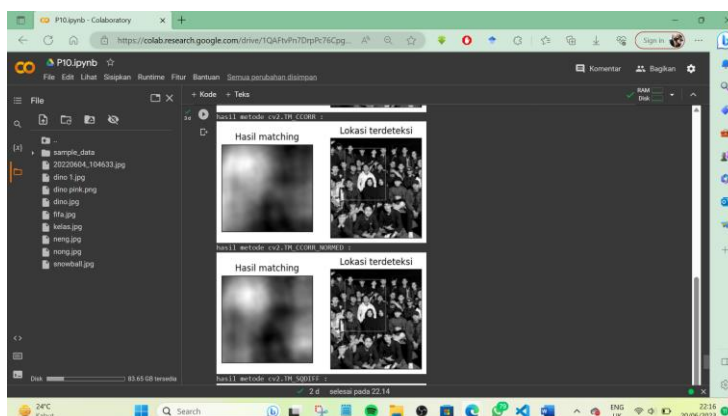 P10.ipynb - Colaboratory
https://colab.research.google.com/drive/1QAFtvPn7DrpPc76Cpg...
Sign in
P10.ipynb
File Edit Lihat Sisipkan Runtime Fitur Bantuan Semua perubahan disimpan
Komentar Bagikan
File
+ Kode + Teks
RAM
Disk
..
sample_data
20220604_104633.jpg
dino 1.jpg
dino pink.png
dino.jpg
fifa.jpg
kelas.jpg
neng.jpg
nong.jpg
snowball.jpg
hasil metode cv2.TM_CCORR :
Hasil matching
Lokasi terdeteksi
hasil metode cv2.TM_CCORR_NORMED :
Hasil matching
Lokasi terdeteksi
hasil metode cv2.TM_SQDIFF :
Disk 83.65 GB tersedia
2 d selesai pada 22.14
24°C
Search
ENG
UK
22:16